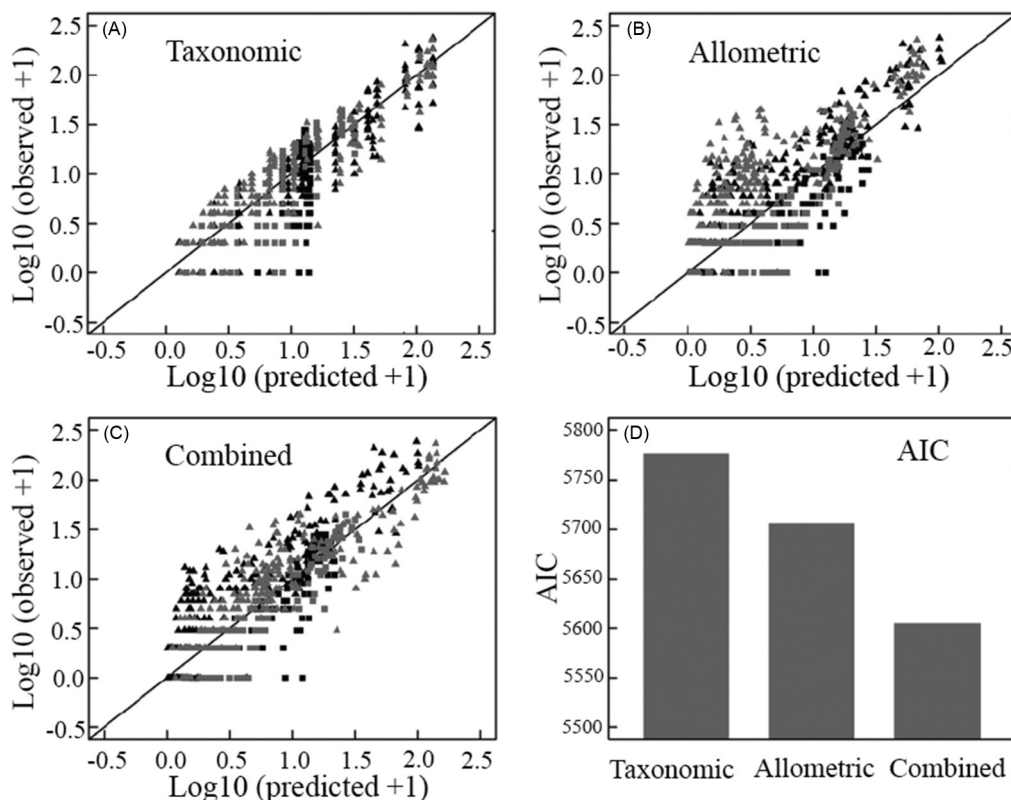 (A)
Taxonomic
Log10 (observed +1)
2.5
2.0
1.5
1.0
0.5
0.0
-0.5
-0.5 0.0 0.5 1.0 1.5 2.0 2.5
Log10 (predicted +1)
(B)
Allometric
Log10 (observed +1)
2.5
2.0
1.5
1.0
0.5
0.0
-0.5
-0.5 0.0 0.5 1.0 1.5 2.0 2.5
Log10 (predicted +1)
(C)
Combined
Log10 (observed +1)
2.5
2.0
1.5
1.0
0.5
0.0
-0.5
-0.5 0.0 0.5 1.0 1.5 2.0 2.5
Log10 (predicted +1)
(D)
AIC
AIC
5800
5750
5700
5650
5600
5550
5500
Taxonomic Allometric Combined